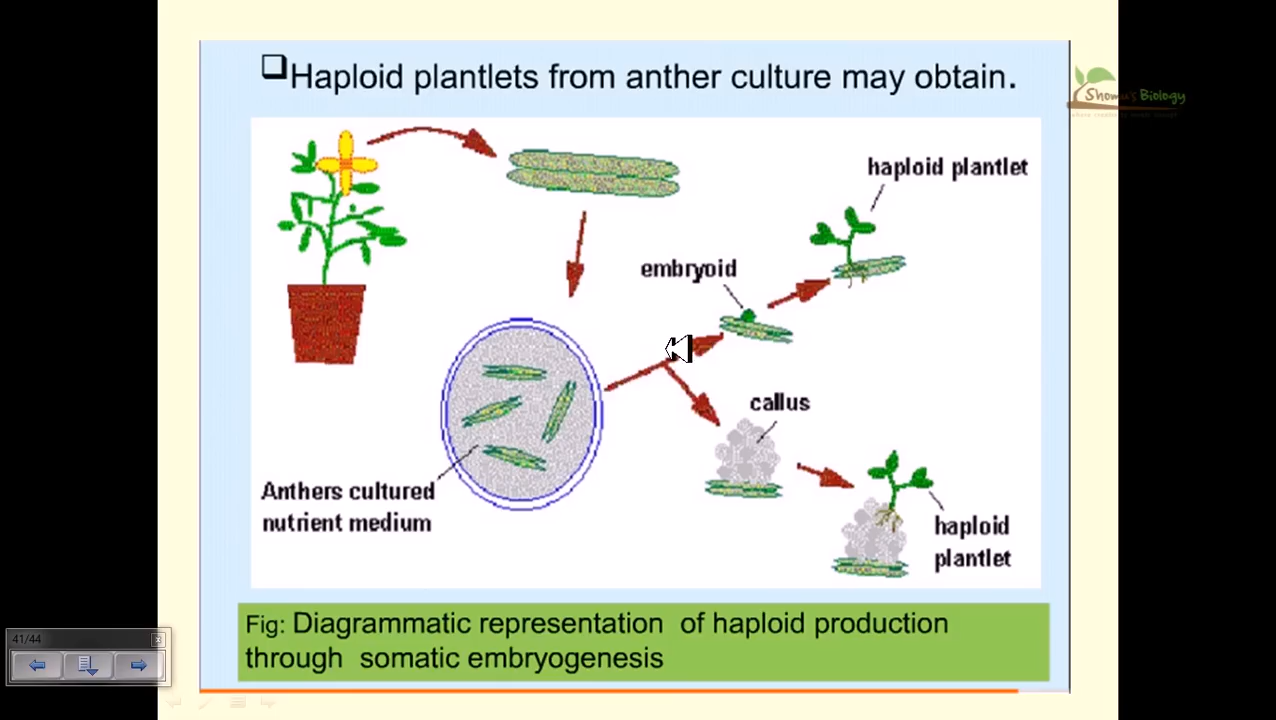 ❑Haploid plantlets from anther culture may obtain.
Shomu's Biology
haploid plantlet
embryoid
callus
Anthers cultured
nutrient medium
haploid
plantlet
Fig: Diagrammatic representation of haploid production
through somatic embryogenesis
41/44